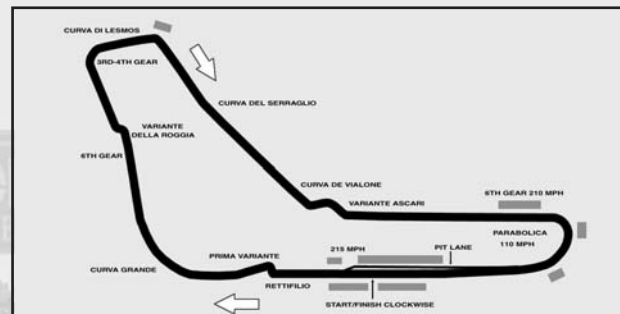 CURVA DI LESMOS
3RD-4TH GEAR
CURVA DEL SERRAGLIO
VARIANTE
DELLA ROGGIA
6TH GEAR
CURVA DE VIALONE
6TH GEAR 210 MPH
VARIANTE ASCARI
PARABOLICA
110 MPH
215 MPH
PIT LANE
PRIMA VARIANTE
CURVA GRANDE
RETTIFILIO
START/FINISH CLOCKWISE